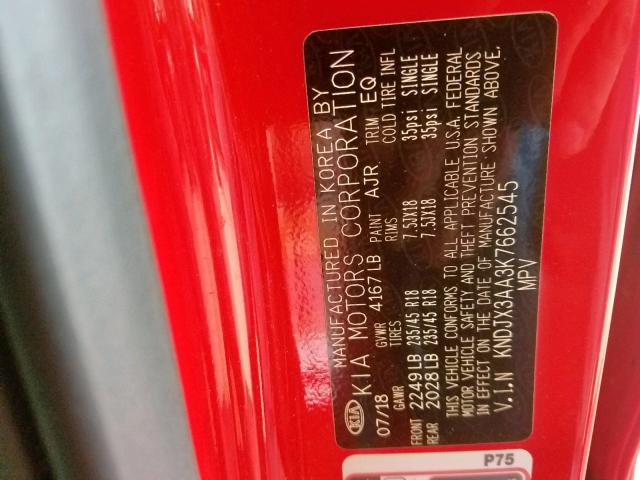 MANUFACTURED IN KOREA BY
KIA KIA MOTORS CORPORATION
07/18 GVWR 4167LB PAINT AJR TRIM EQ
GAWR TIRES RIMS COLD TIRE INFL
FRONT 2249LB 235/45 R18 7.5JX18 35psi SINGLE
REAR 2028LB 235/45 R18 7.5JX18 35psi SINGLE
THIS VEHICLE CONFORMS TO ALL APPLICABLE U.S.A. FEDERAL
MOTOR VEHICLE SAFETY AND THEFT PREVENTION STANDARDS
IN EFFECT ON THE DATE OF MANUFACTURE SHOWN ABOVE.
V.I.N KNDJX3AA3K7662545
MPV
P75